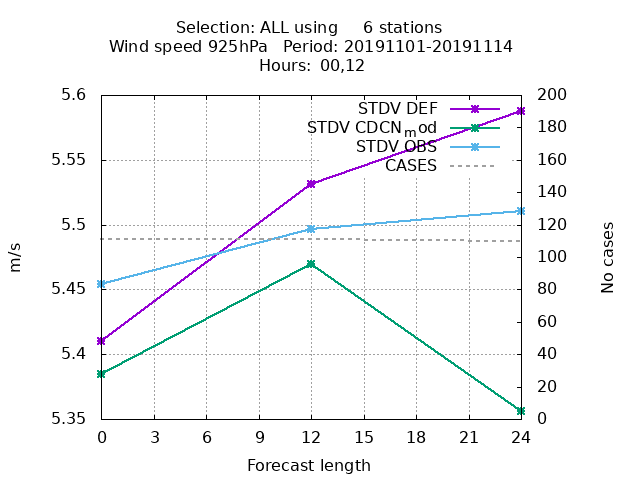 Selection: ALL using     6 stations
Wind speed 925hPa   Period: 20191101-20191114
Hours: 00,12
5.6
5.55
5.5
5.45
5.4
5.35
m/s
STDV DEF
STDV CDCN_mod
STDV OBS
CASES
200
180
160
140
120
100
80
60
40
20
0
No cases
0 3 6 9 12 15 18 21 24
Forecast length